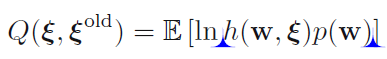 Q(ξ, ξ^old) = 𝔼 [ln h(w, ξ)p(w)]